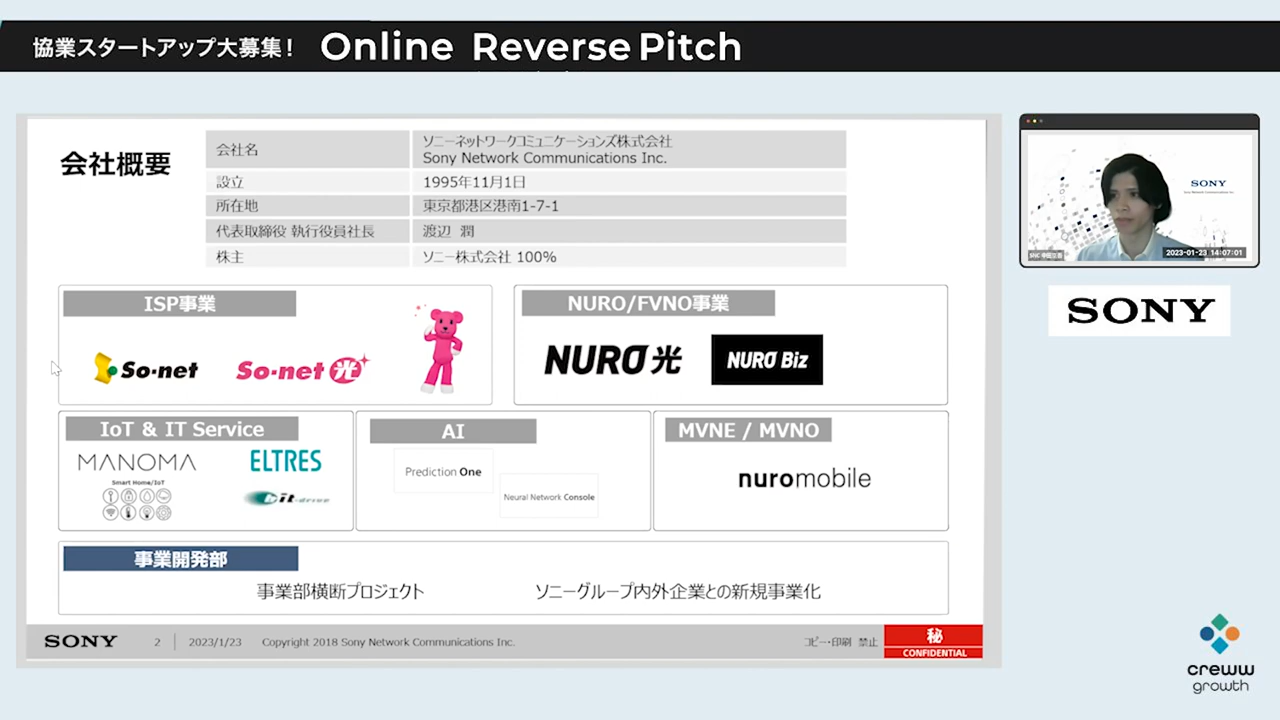 協業スタートアップ大募集！ Online Reverse Pitch
会社概要
会社名 ソニーネットワークコミュニケーションズ株式会社
Sony Network Communications Inc.
設立 1995年11月1日
所在地 東京都港区港南1-7-1
代表取締役 執行役員社長 渡辺 潤
株主 ソニー株式会社 100%
ISP事業
So-net So-net 光
NURO/FVNO事業
NURO光 NURO Biz
IoT & IT Service
MANOMA ELTRES
Smart Home/IoT
bit-drive
AI
Prediction One
Neural Network Console
MVNE / MVNO
nuromobile
事業開発部
事業部横断プロジェクト ソニーグループ内外企業との新規事業化
SONY 2 2023/1/23 Copyright 2018 Sony Network Communications Inc. コピー・印刷 禁止 秘
CONFIDENTIAL
SONY
Sony Network Communications Inc.
2023-01-23 14:07:01
SONY
creww
growth